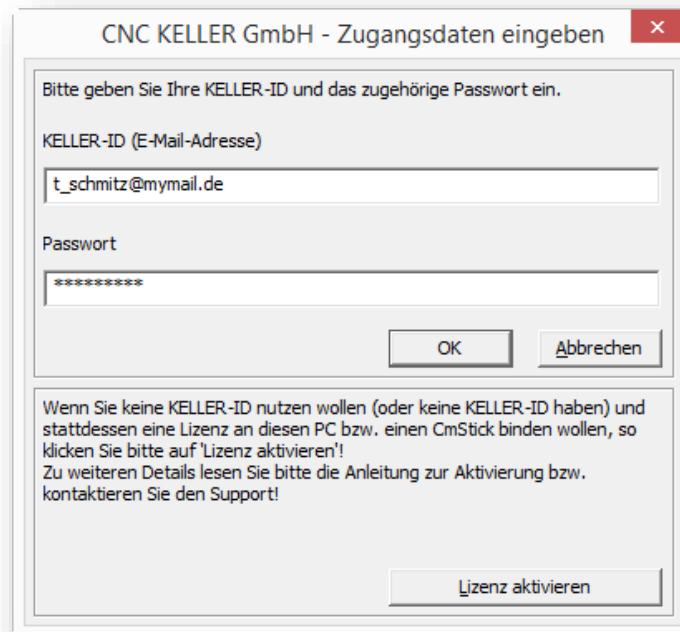 CNC KELLER GmbH - Zugangsdaten eingeben
Bitte geben Sie Ihre KELLER-ID und das zugehörige Passwort ein.
KELLER-ID (E-Mail-Adresse)
t_schmitz@mymail.de
Passwort
*********
OK
Abbrechen
Wenn Sie keine KELLER-ID nutzen wollen (oder keine KELLER-ID haben) und
stattdessen eine Lizenz an diesen PC bzw. einen CmStick binden wollen, so
klicken Sie bitte auf 'Lizenz aktivieren'!
Zu weiteren Details lesen Sie bitte die Anleitung zur Aktivierung bzw.
kontaktieren Sie den Support!
Lizenz aktivieren